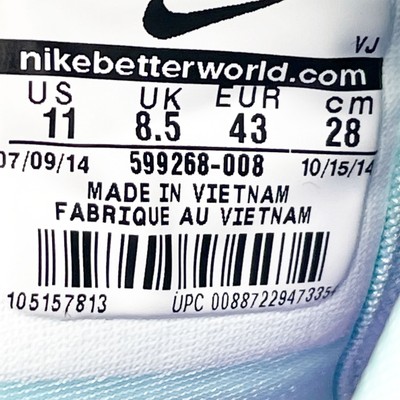 VJ
nikebetterworld.com
US UK EUR cm
11 8.5 43 28
07/09/14 599268-008 10/15/14
MADE IN VIETNAM
FABRIQUE AU VIETNAM
105157813 UPC 00887229473354